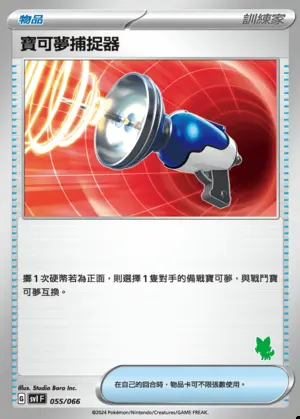 物品
訓練家
寶可夢捕捉器
擲1次硬幣若為正面,則選擇1隻對手的備戰寶可夢,與戰鬥寶
可夢互換。
Illus. Studio Bora Inc.
G svI F 055/066
在自己的回合時,物品卡可不限張數使用。
©2024 Pokémon/Nintendo/Creatures/GAME FREAK.